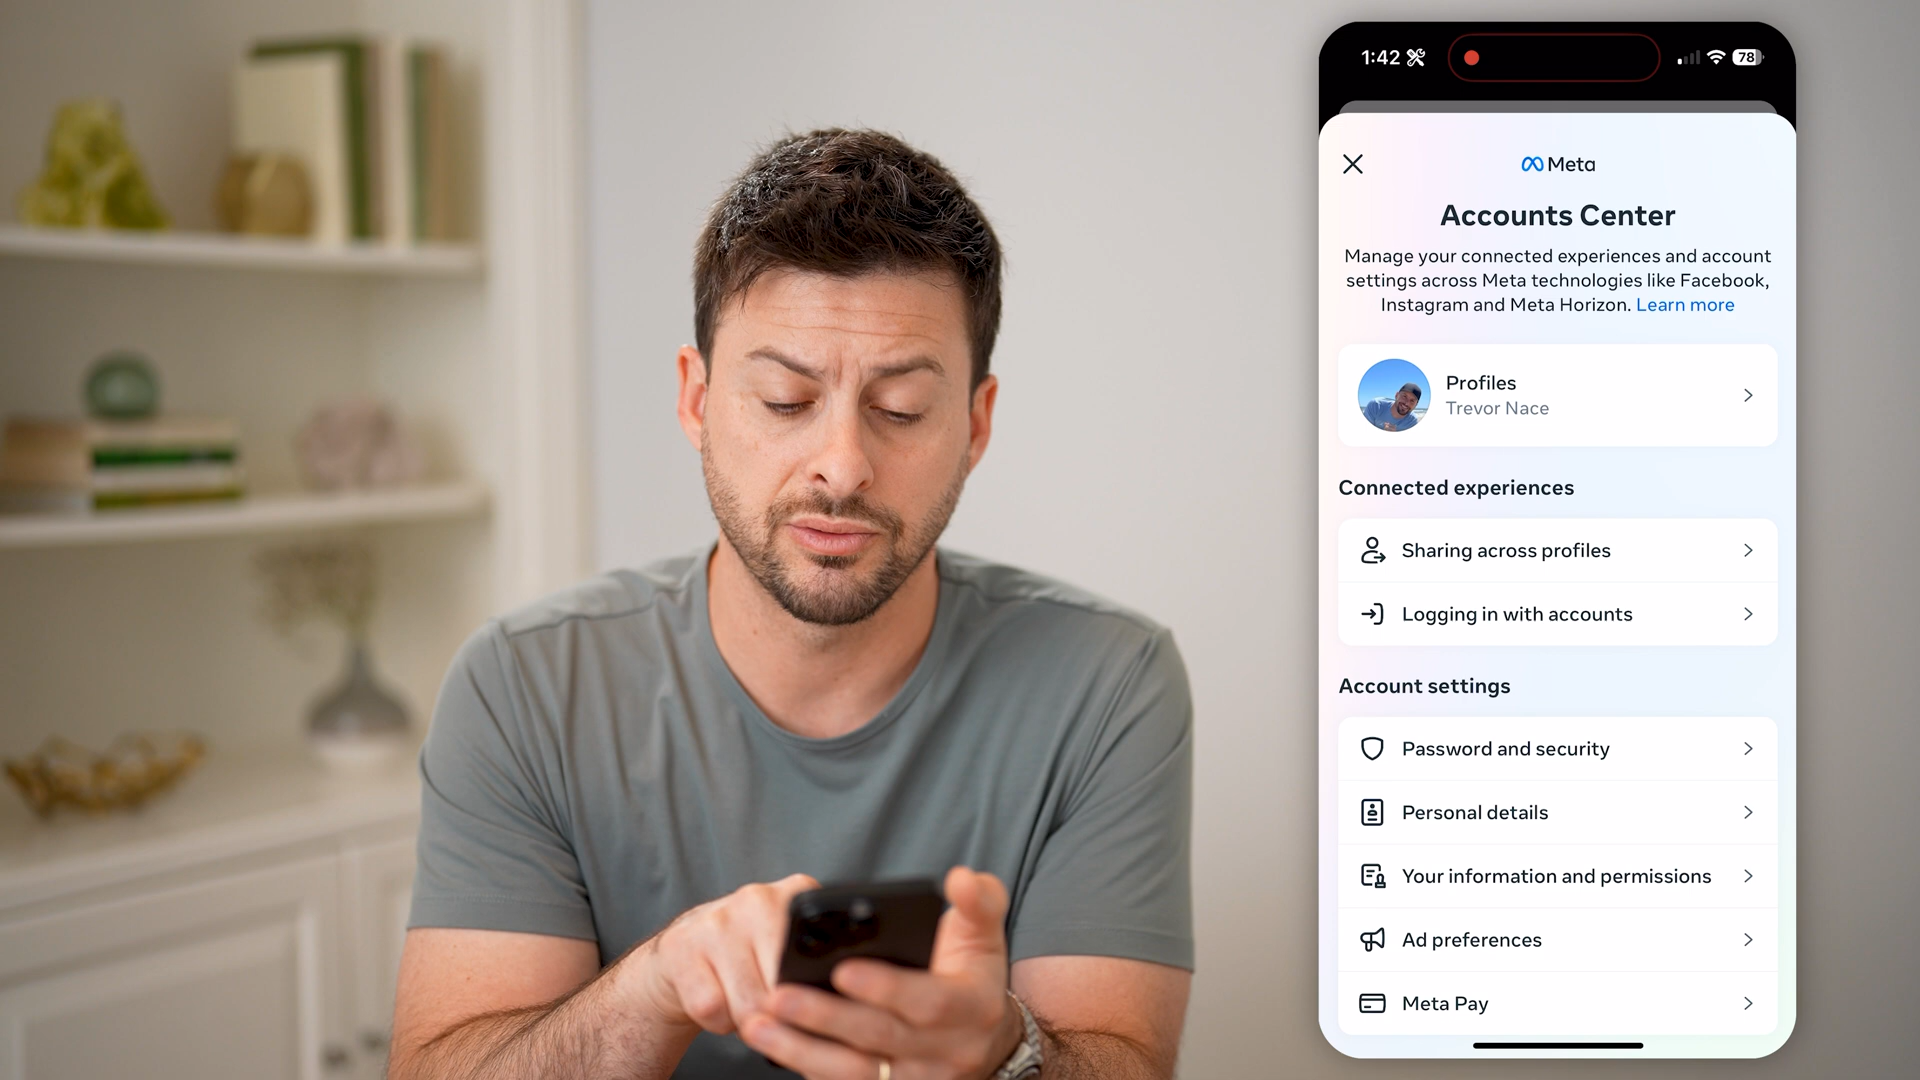 1:42
78
Meta
Accounts Center
Manage your connected experiences and account
settings across Meta technologies like Facebook,
Instagram and Meta Horizon. Learn more
Profiles
Trevor Nace
Connected experiences
Sharing across profiles
Logging in with accounts
Account settings
Password and security
Personal details
Your information and permissions
Ad preferences
Meta Pay